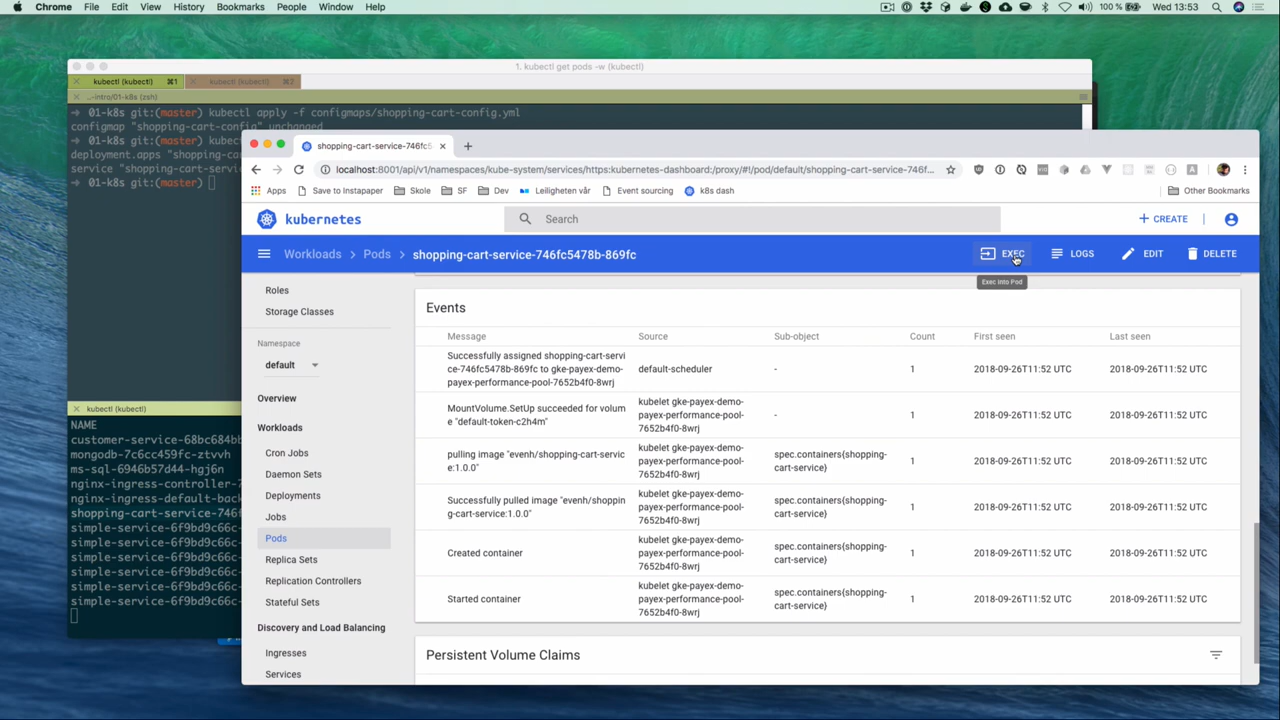 Chrome File Edit View History Bookmarks People Window Help 100 % Wed 13:53
1. kubectl get pods -w (kubectl)
kubectl (kubectl) ⌘1 kubectl (kubectl) ⌘2
..-intro/01-k8s (zsh)
→ 01-k8s git:(master) kubectl apply -f configmaps/shopping-cart-config.yml
configmap "shopping-cart-config" unchanged
→ 01-k8s git:(master) kubec
deployment.apps "shopping-ca
service "shopping-cart-servi
→ 01-k8s git:(master)
kubectl (kubectl)
NAME
customer-service-68bc684bb
mongodb-7c6cc459fc-ztvvh
ms-sql-6946b57d44-hgj6n
nginx-ingress-controller-7
nginx-ingress-default-back
shopping-cart-service-746f
simple-service-6f9bd9c66c-
simple-service-6f9bd9c66c-
simple-service-6f9bd9c66c-
simple-service-6f9bd9c66c-
simple-service-6f9bd9c66c-
simple-service-6f9bd9c66c-
shopping-cart-service-746fc5
localhost:8001/api/v1/namespaces/kube-system/services/https:kubernetes-dashboard:/proxy/#!/pod/default/shopping-cart-service-746f...
Apps Save to Instapaper Skole SF Dev Leiligheten vår Event sourcing k8s dash Other Bookmarks
kubernetes Search + CREATE
Workloads > Pods > shopping-cart-service-746fc5478b-869fc EXEC LOGS EDIT DELETE
Exec into Pod
Roles
Storage Classes
Namespace
default
Overview
Workloads
Cron Jobs
Daemon Sets
Deployments
Jobs
Pods
Replica Sets
Replication Controllers
Stateful Sets
Discovery and Load Balancing
Ingresses
Services
Events
Message Source Sub-object Count First seen Last seen
Successfully assigned shopping-cart-servi
ce-746fc5478b-869fc to gke-payex-demo- default-scheduler - 1 2018-09-26T11:52 UTC 2018-09-26T11:52 UTC
payex-performance-pool-7652b4f0-8wrj
kubelet gke-payex-demo-
MountVolume.SetUp succeeded for volum payex-performance-pool- - 1 2018-09-26T11:52 UTC 2018-09-26T11:52 UTC
e "default-token-c2h4m" 7652b4f0-8wrj
kubelet gke-payex-demo-
pulling image "evenh/shopping-cart-servic payex-performance-pool- spec.containers{shopping- 1 2018-09-26T11:52 UTC 2018-09-26T11:52 UTC
e:1.0.0" 7652b4f0-8wrj cart-service}
kubelet gke-payex-demo-
Successfully pulled image "evenh/shoppin payex-performance-pool- spec.containers{shopping- 1 2018-09-26T11:52 UTC 2018-09-26T11:52 UTC
g-cart-service:1.0.0" 7652b4f0-8wrj cart-service}
kubelet gke-payex-demo-
Created container payex-performance-pool- spec.containers{shopping- 1 2018-09-26T11:52 UTC 2018-09-26T11:52 UTC
7652b4f0-8wrj cart-service}
kubelet gke-payex-demo-
Started container payex-performance-pool- spec.containers{shopping- 1 2018-09-26T11:52 UTC 2018-09-26T11:52 UTC
7652b4f0-8wrj cart-service}
Persistent Volume Claims